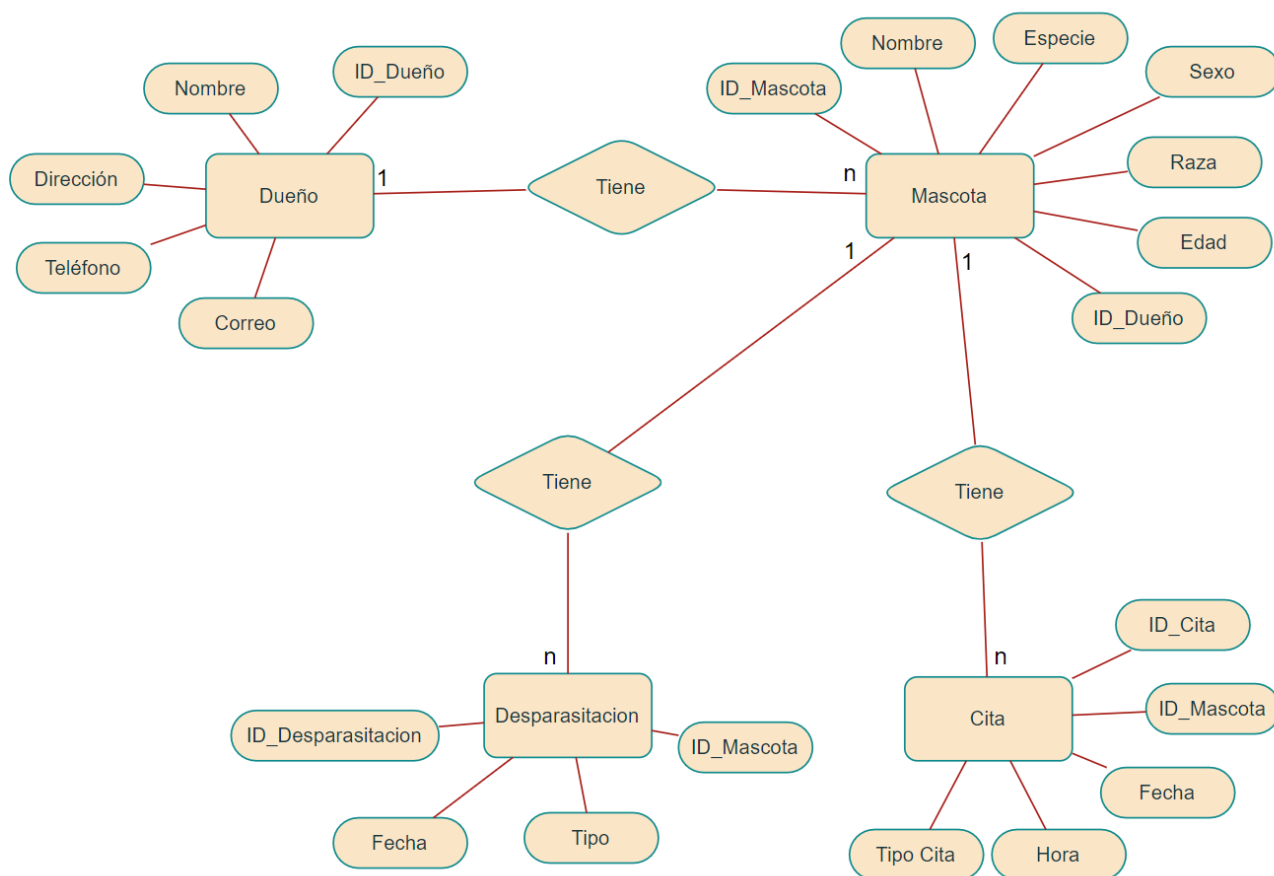 Nombre
Especie
ID_Dueño
Sexo
Nombre
ID_Mascota
Raza
Dirección
Dueño
1
Tiene
n
Mascota
Edad
Teléfono
1
1
ID_Dueño
Correo
Tiene
Tiene
ID_Cita
n
n
Desparasitacion
Cita
ID_Mascota
ID_Desparasitacion
ID_Mascota
Fecha
Fecha
Tipo
Tipo Cita
Hora